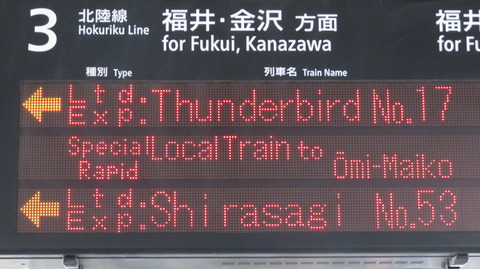 3 北陸線 福井・金沢 方面 福井
Hokuriku Line for Fukui, Kanazawa for Fuk
種別 Type 列車名 Train Name
Ltd Exp: Thunderbird No.17
Special Rapid Local Train to Ōmi-Maiko
Ltd Exp: Shirasagi No.53